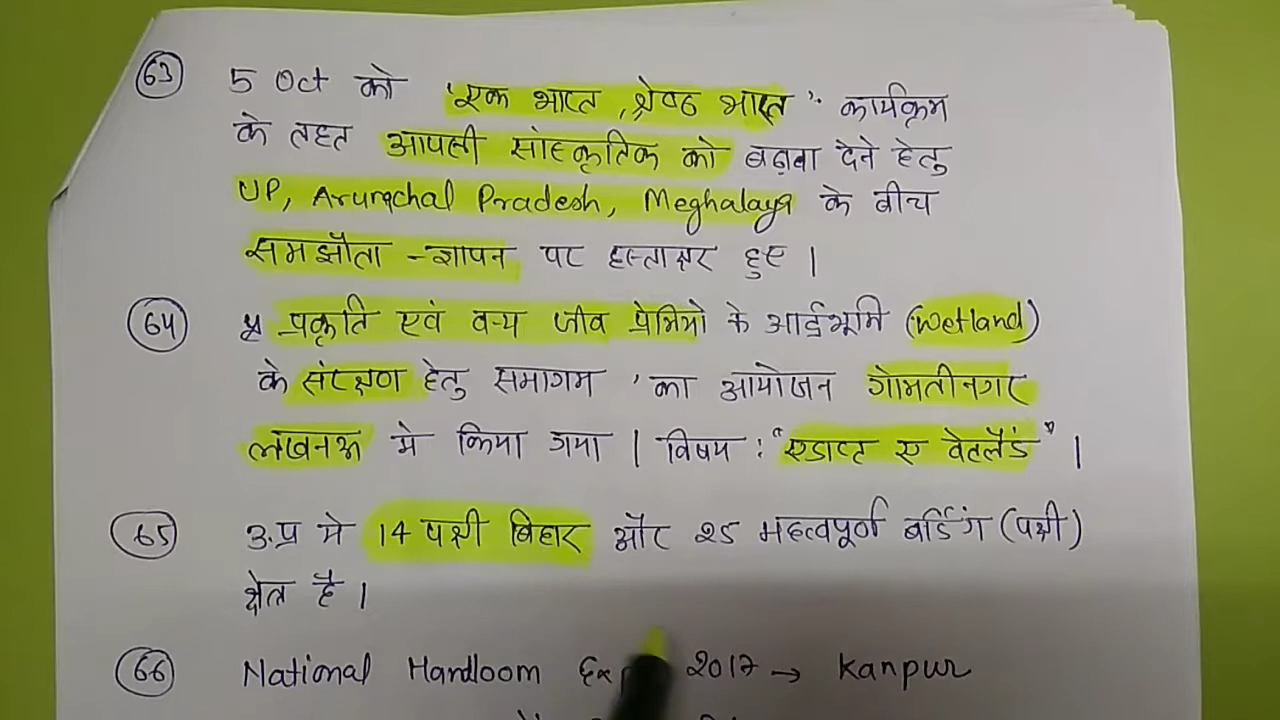 63 5 Oct को 'एक भारत, श्रेष्ठ भारत' कार्यक्रम
के तहत आपसी सांस्कृतिक को बढ़ावा देने हेतु
UP, Arunachal Pradesh, Meghalaya के बीच
समझौता -ज्ञापन पर हस्ताक्षर हुए।
64 प्रकृति एवं वन्य जीव प्रेमियो के आर्द्रभूमि (Wetland)
के संरक्षण हेतु समागम 'का आयोजन गोमतीनगर
लखनऊ मे किया गया। विषय : "एडाप्ट ए वेटलैंड"।
65 उ.प्र मे 14 पक्षी बिहार और 25 महत्वपूर्ण बर्डिंग (पक्षी)
क्षेत्र है।
66 National Handloom 2017 → Kanpur